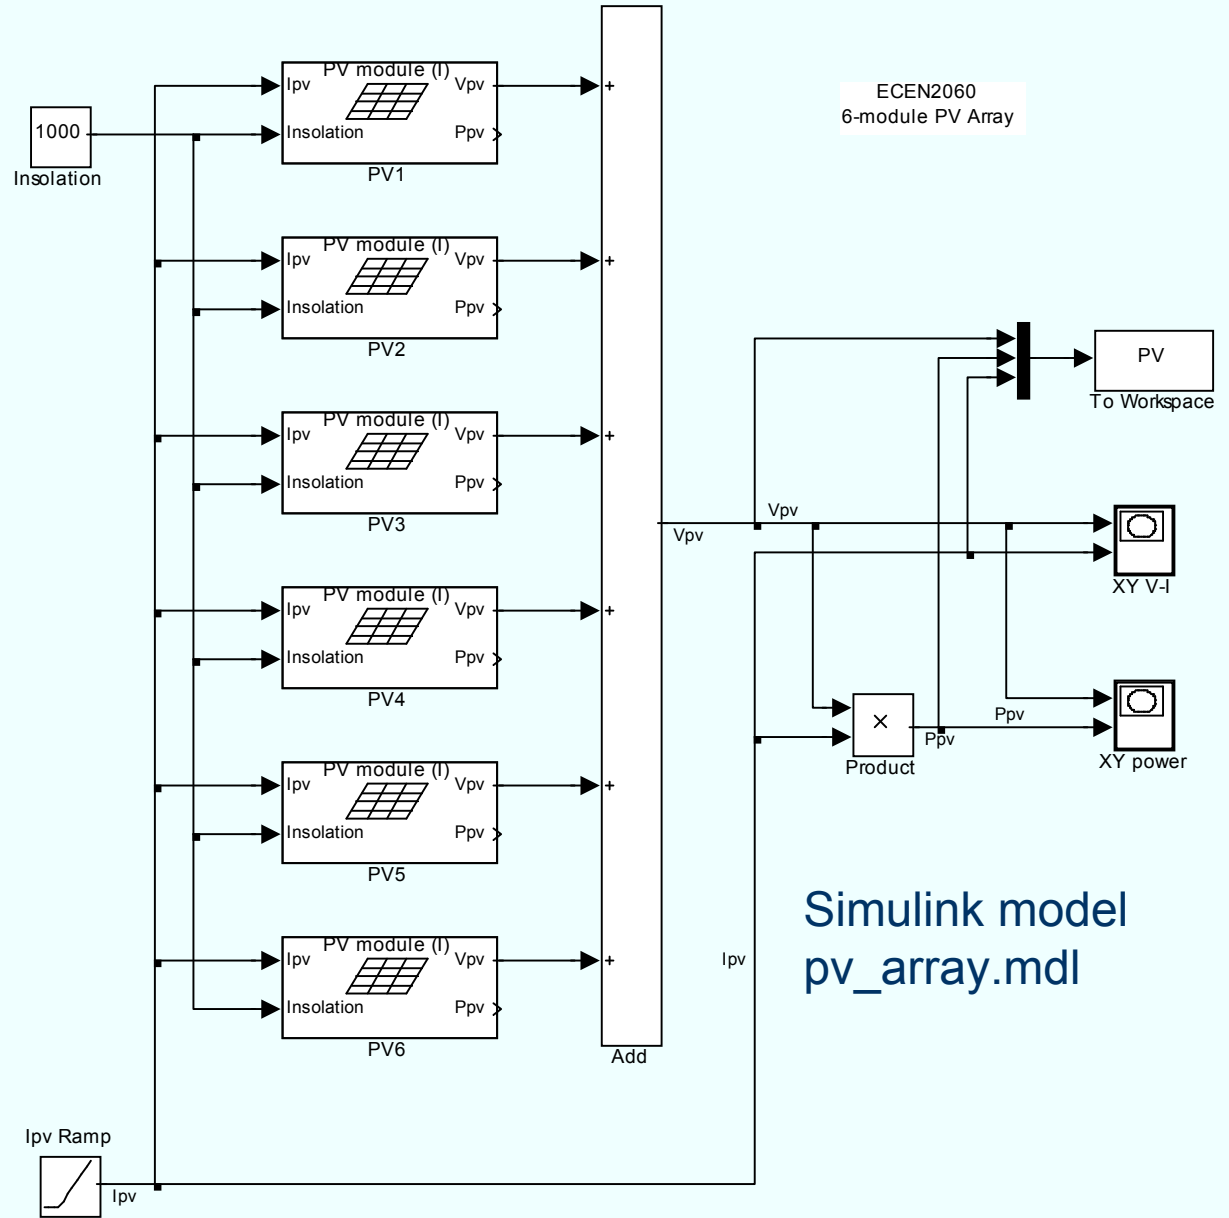 ECEN2060
6-module PV Array
1000
Insolation
PV module (I)
Ipv
Vpv
Insolation
Ppv
PV1
+
PV module (I)
Ipv
Vpv
Insolation
Ppv
PV2
+
PV module (I)
Ipv
Vpv
Insolation
Ppv
PV3
+
PV module (I)
Ipv
Vpv
Insolation
Ppv
PV4
+
PV module (I)
Ipv
Vpv
Insolation
Ppv
PV5
+
PV module (I)
Ipv
Vpv
Insolation
Ppv
PV6
+
Add
Ipv Ramp
Ipv
Vpv
Vpv
PV
To Workspace
XY V-I
×
Product
Ppv
Ppv
XY power
Ipv
Simulink model
pv_array.mdl